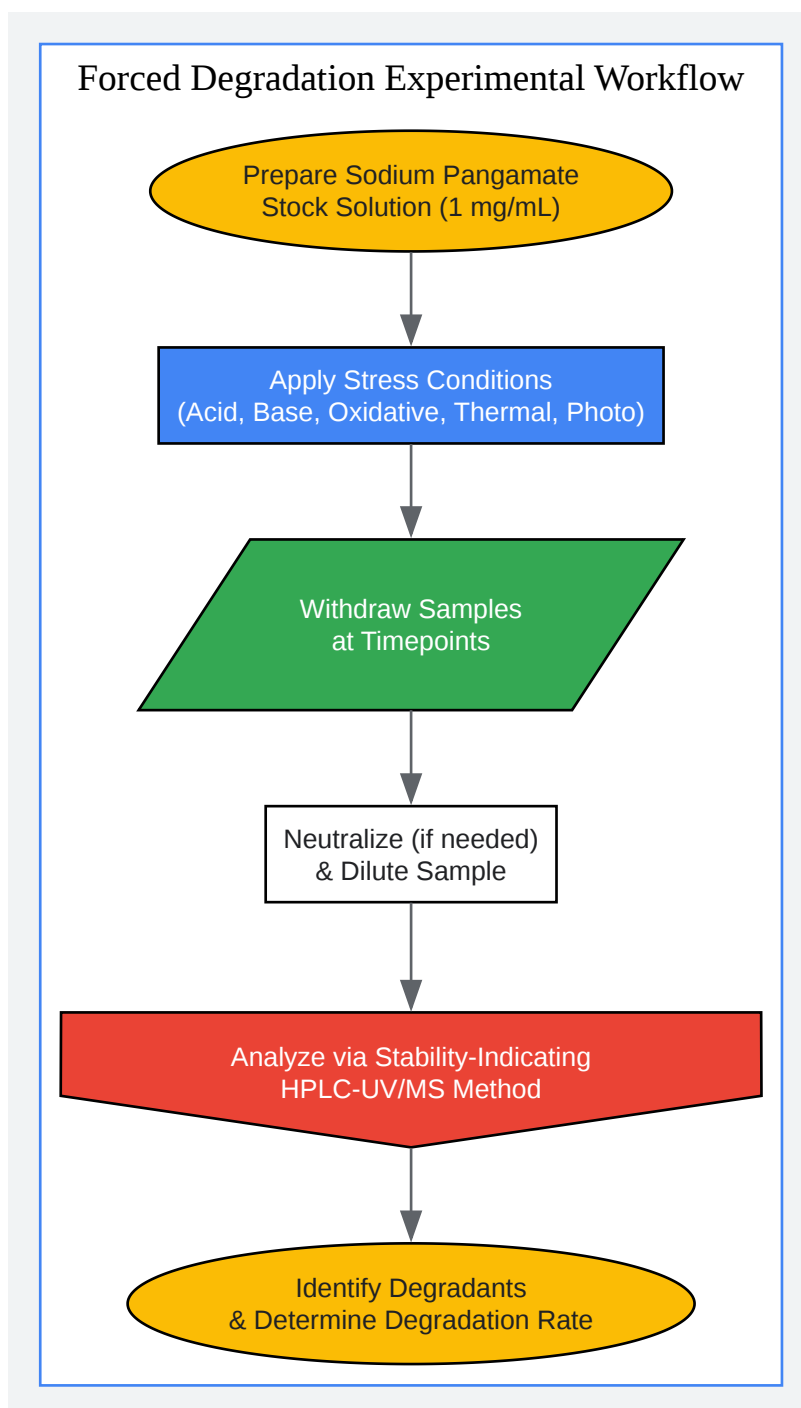 Forced Degradation Experimental Workflow
Prepare Sodium Pangamate
Stock Solution (1 mg/mL)
Apply Stress Conditions
(Acid, Base, Oxidative, Thermal, Photo)
Withdraw Samples
at Timepoints
Neutralize (if needed)
& Dilute Sample
Analyze via Stability-Indicating
HPLC-UV/MS Method
Identify Degradants
& Determine Degradation Rate